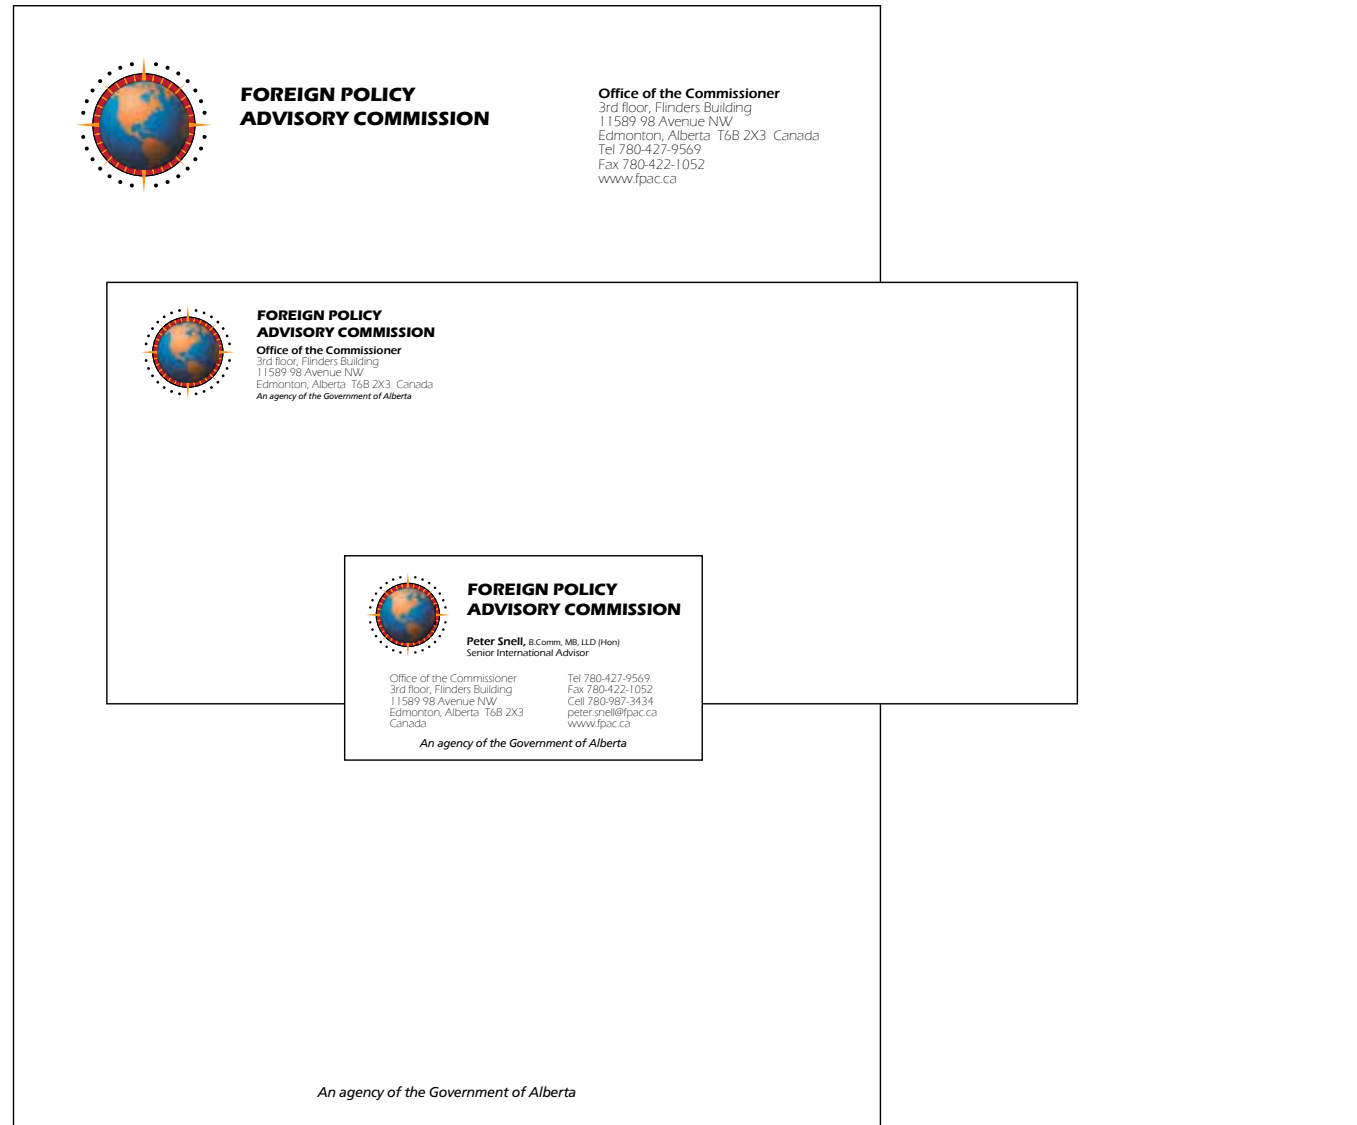 FOREIGN POLICY
ADVISORY COMMISSION
Office of the Commissioner
3rd floor, Flinders Building
11589 98 Avenue NW
Edmonton, Alberta  T6B 2X3  Canada
Tel 780-427-9569
Fax 780-422-1052
www.fpac.ca
FOREIGN POLICY
ADVISORY COMMISSION
Office of the Commissioner
3rd floor, Flinders Building
11589 98 Avenue NW
Edmonton, Alberta  T6B 2X3  Canada
An agency of the Government of Alberta
FOREIGN POLICY
ADVISORY COMMISSION
Peter Snell, B.Comm, MB, LLD (Hon)
Senior International Advisor
Office of the Commissioner
3rd floor, Flinders Building
11589 98 Avenue NW
Edmonton, Alberta  T6B 2X3
Canada
Tel 780-427-9569
Fax 780-422-1052
Cell 780-987-3434
peter.snell@fpac.ca
www.fpac.ca
An agency of the Government of Alberta
An agency of the Government of Alberta